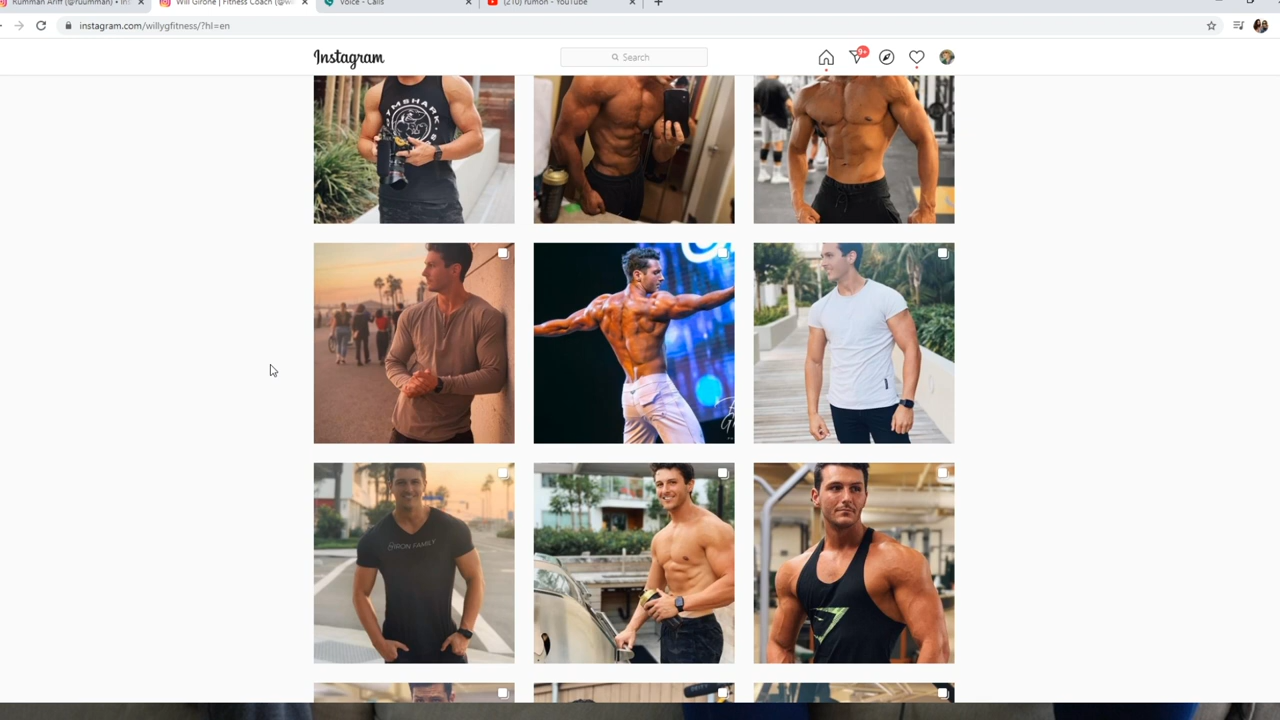 Rumman Ariff (@ruumman) • In
Will Girone | Fitness Coach (@w
Voice - Calls
(210) rumon - YouTube
instagram.com/willygfitness/?hl=en
Instagram
Search
9+
GYMSHARK
IRON FAMILY